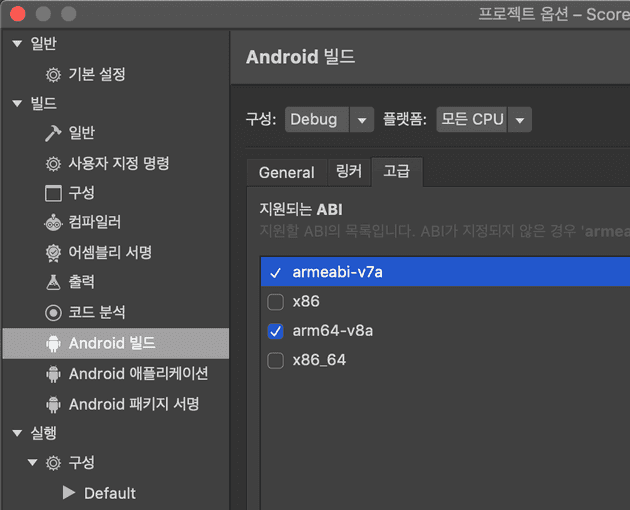 프로젝트 옵션 – Score
일반
기본 설정
빌드
일반
사용자 지정 명령
구성
컴파일러
어셈블리 서명
출력
코드 분석
Android 빌드
Android 애플리케이션
Android 패키지 서명
실행
구성
Default
Android 빌드
구성: Debug 플랫폼: 모든 CPU
General 링커 고급
지원되는 ABI
지원할 ABI의 목록입니다. ABI가 지정되지 않은 경우 'armea
armeabi-v7a
x86
arm64-v8a
x86_64